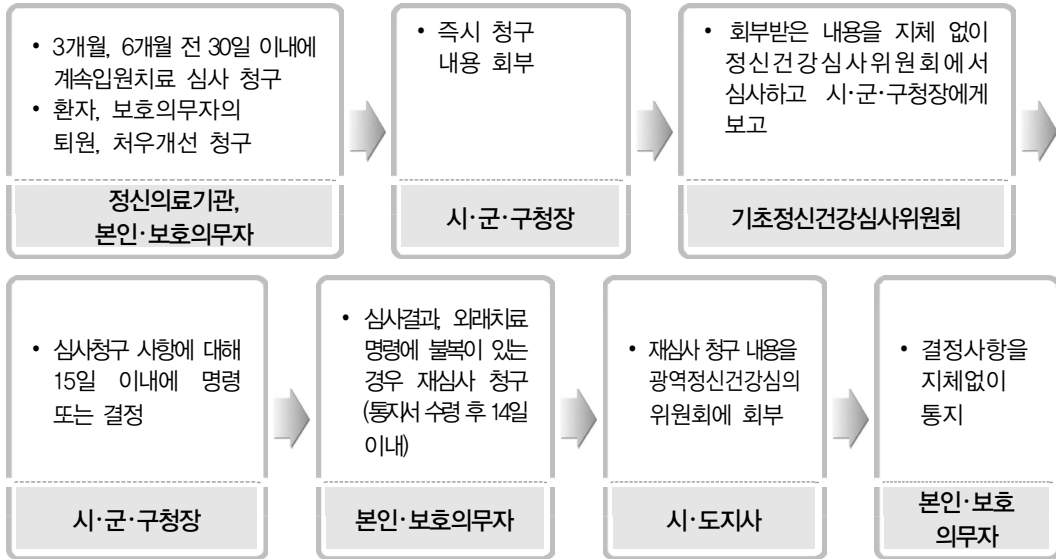 • 3개월, 6개월 전 30일 이내에
계속입원치료 심사 청구
• 환자, 보호의무자의
퇴원, 처우개선 청구
정신의료기관,
본인·보호의무자
• 즉시 청구
내용 회부
시·군·구청장
• 회부받은 내용을 지체 없이
정신건강심사위원회에서
심사하고 시·군·구청장에게
보고
기초정신건강심사위원회
• 심사청구 사항에 대해
15일 이내에 명령
또는 결정
시·군·구청장
• 심사결과, 외래치료
명령에 불복이 있는
경우 재심사 청구
(통지서 수령 후 14일
이내)
본인·보호의무자
• 재심사 청구 내용을
광역정신건강심의
위원회에 회부
시·도지사
• 결정사항을
지체없이
통지
본인·보호
의무자